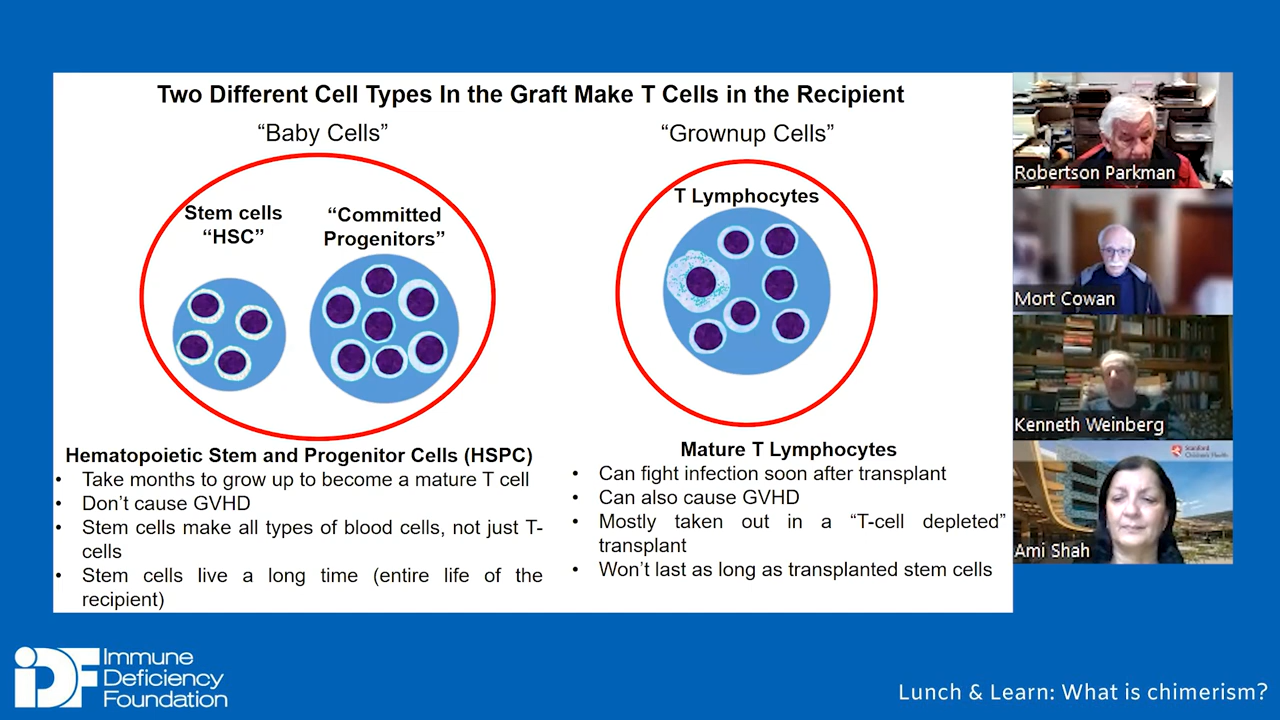 Two Different Cell Types In the Graft Make T Cells in the Recipient
“Baby Cells”
“Grownup Cells”
Stem cells
“HSC”
“Committed
Progenitors”
T Lymphocytes
Hematopoietic Stem and Progenitor Cells (HSPC)
• Take months to grow up to become a mature T cell
• Don’t cause GVHD
• Stem cells make all types of blood cells, not just T-
cells
• Stem cells live a long time (entire life of the
recipient)
Mature T Lymphocytes
• Can fight infection soon after transplant
• Can also cause GVHD
• Mostly taken out in a “T-cell depleted”
transplant
• Won’t last as long as transplanted stem cells
Robertson Parkman
Mort Cowan
Kenneth Weinberg
Stanford
Children's Health
Ami Shah
IDF
Immune
Deficiency
Foundation
Lunch & Learn: What is chimerism?